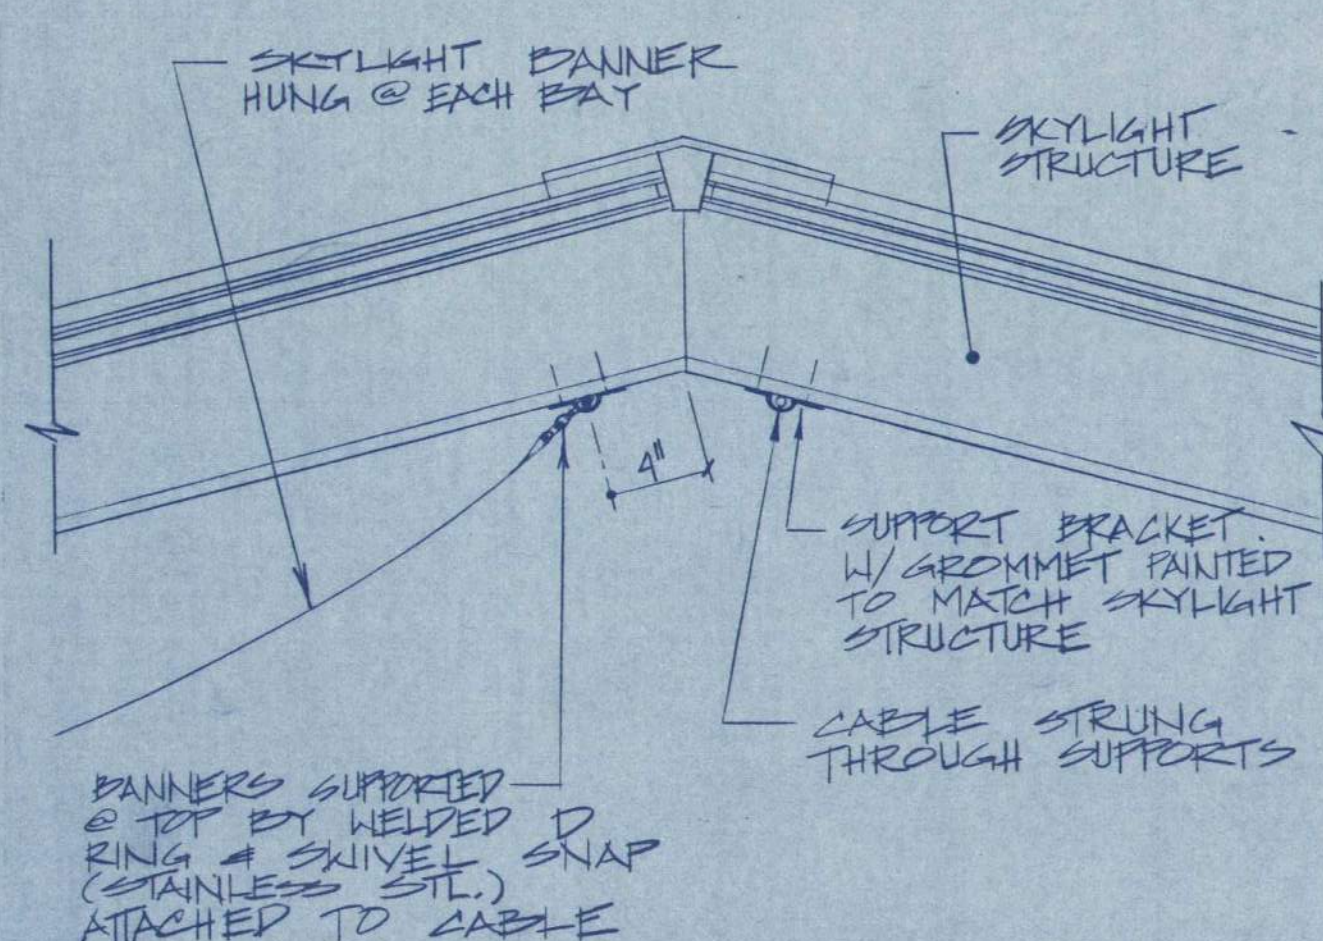 SKYLIGHT BANNER
HUNG @ EACH BAY
SKYLIGHT
STRUCTURE
4"
SUPPORT BRACKET
W/ GROMMET PAINTED
TO MATCH SKYLIGHT
STRUCTURE
CABLE STRUNG
THROUGH SUPPORTS
BANNERS SUPPORTED
@ TOP BY WELDED D
RING & SWIVEL SNAP
(STAINLESS STL.)
ATTACHED TO CABLE